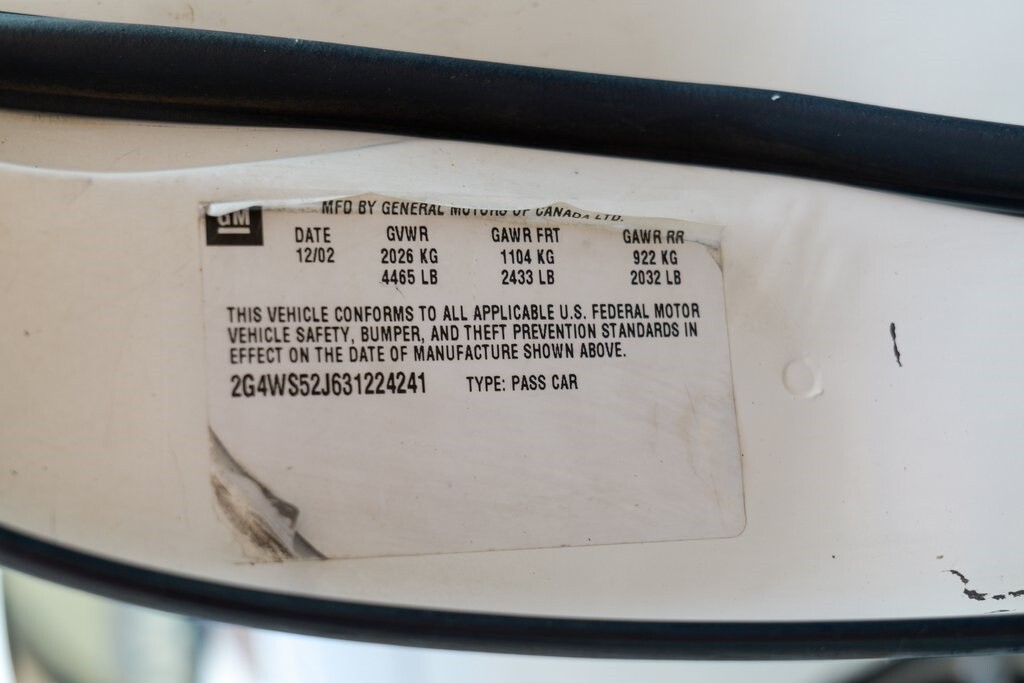 GM
MFD BY GENERAL MOTORS OF CANADA LTD.
DATE GVWR GAWR FRT GAWR RR
12/02 2026 KG 1104 KG 922 KG
4465 LB 2433 LB 2032 LB
THIS VEHICLE CONFORMS TO ALL APPLICABLE U.S. FEDERAL MOTOR
VEHICLE SAFETY, BUMPER, AND THEFT PREVENTION STANDARDS IN
EFFECT ON THE DATE OF MANUFACTURE SHOWN ABOVE.
2G4WS52J631224241 TYPE: PASS CAR